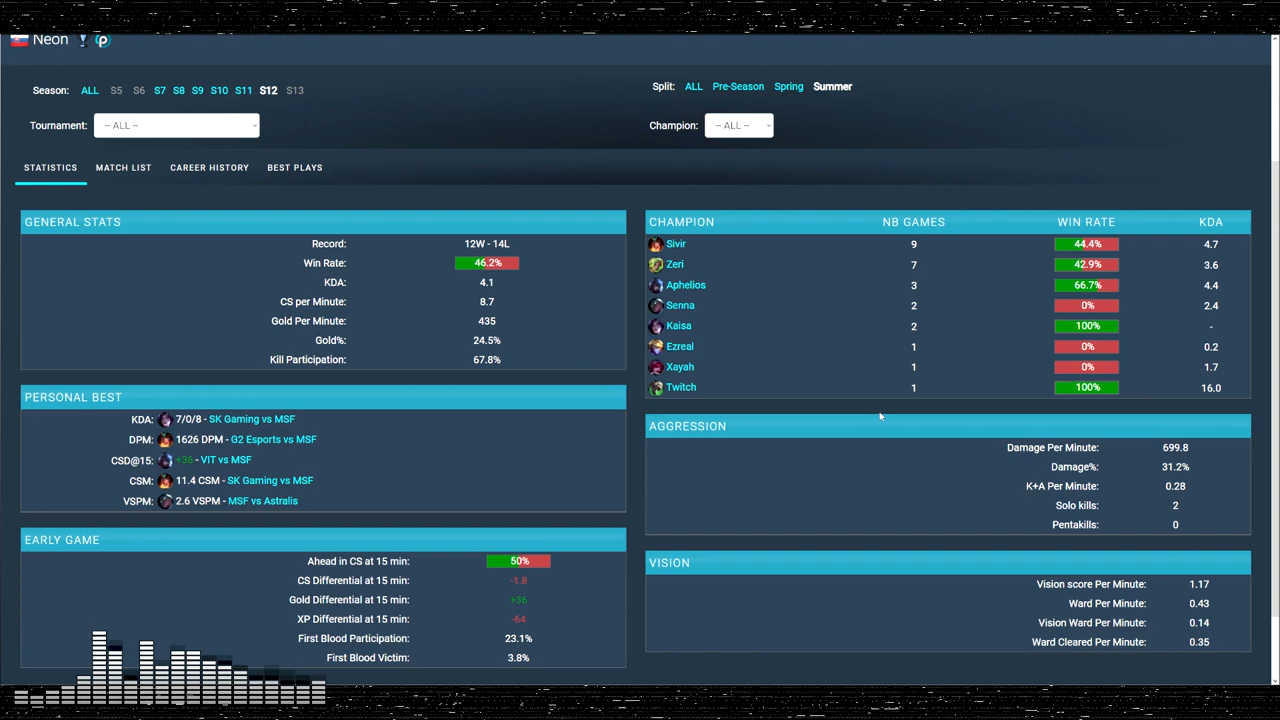 Neon
Season: ALL S5 S6 S7 S8 S9 S10 S11 S12 S13
Split: ALL Pre-Season Spring Summer
Tournament: -- ALL --
Champion: -- ALL --
STATISTICS MATCH LIST CAREER HISTORY BEST PLAYS
GENERAL STATS
Record: 12W - 14L
Win Rate: 46.2%
KDA: 4.1
CS per Minute: 8.7
Gold Per Minute: 435
Gold%: 24.5%
Kill Participation: 67.8%
PERSONAL BEST
KDA: 7/0/8 - SK Gaming vs MSF
DPM: 1626 DPM - G2 Esports vs MSF
CSD@15: +36 - VIT vs MSF
CSM: 11.4 CSM - SK Gaming vs MSF
VSPM: 2.6 VSPM - MSF vs Astralis
EARLY GAME
Ahead in CS at 15 min: 50%
CS Differential at 15 min: -1.8
Gold Differential at 15 min: +36
XP Differential at 15 min: -64
First Blood Participation: 23.1%
First Blood Victim: 3.8%
CHAMPION NB GAMES WIN RATE KDA
Sivir 9 44.4% 4.7
Zeri 7 42.9% 3.6
Aphelios 3 66.7% 4.4
Senna 2 0% 2.4
Kaisa 2 100% -
Ezreal 1 0% 0.2
Xayah 1 0% 1.7
Twitch 1 100% 16.0
AGGRESSION
Damage Per Minute: 699.8
Damage%: 31.2%
K+A Per Minute: 0.28
Solo kills: 2
Pentakills: 0
VISION
Vision score Per Minute: 1.17
Ward Per Minute: 0.43
Vision Ward Per Minute: 0.14
Ward Cleared Per Minute: 0.35